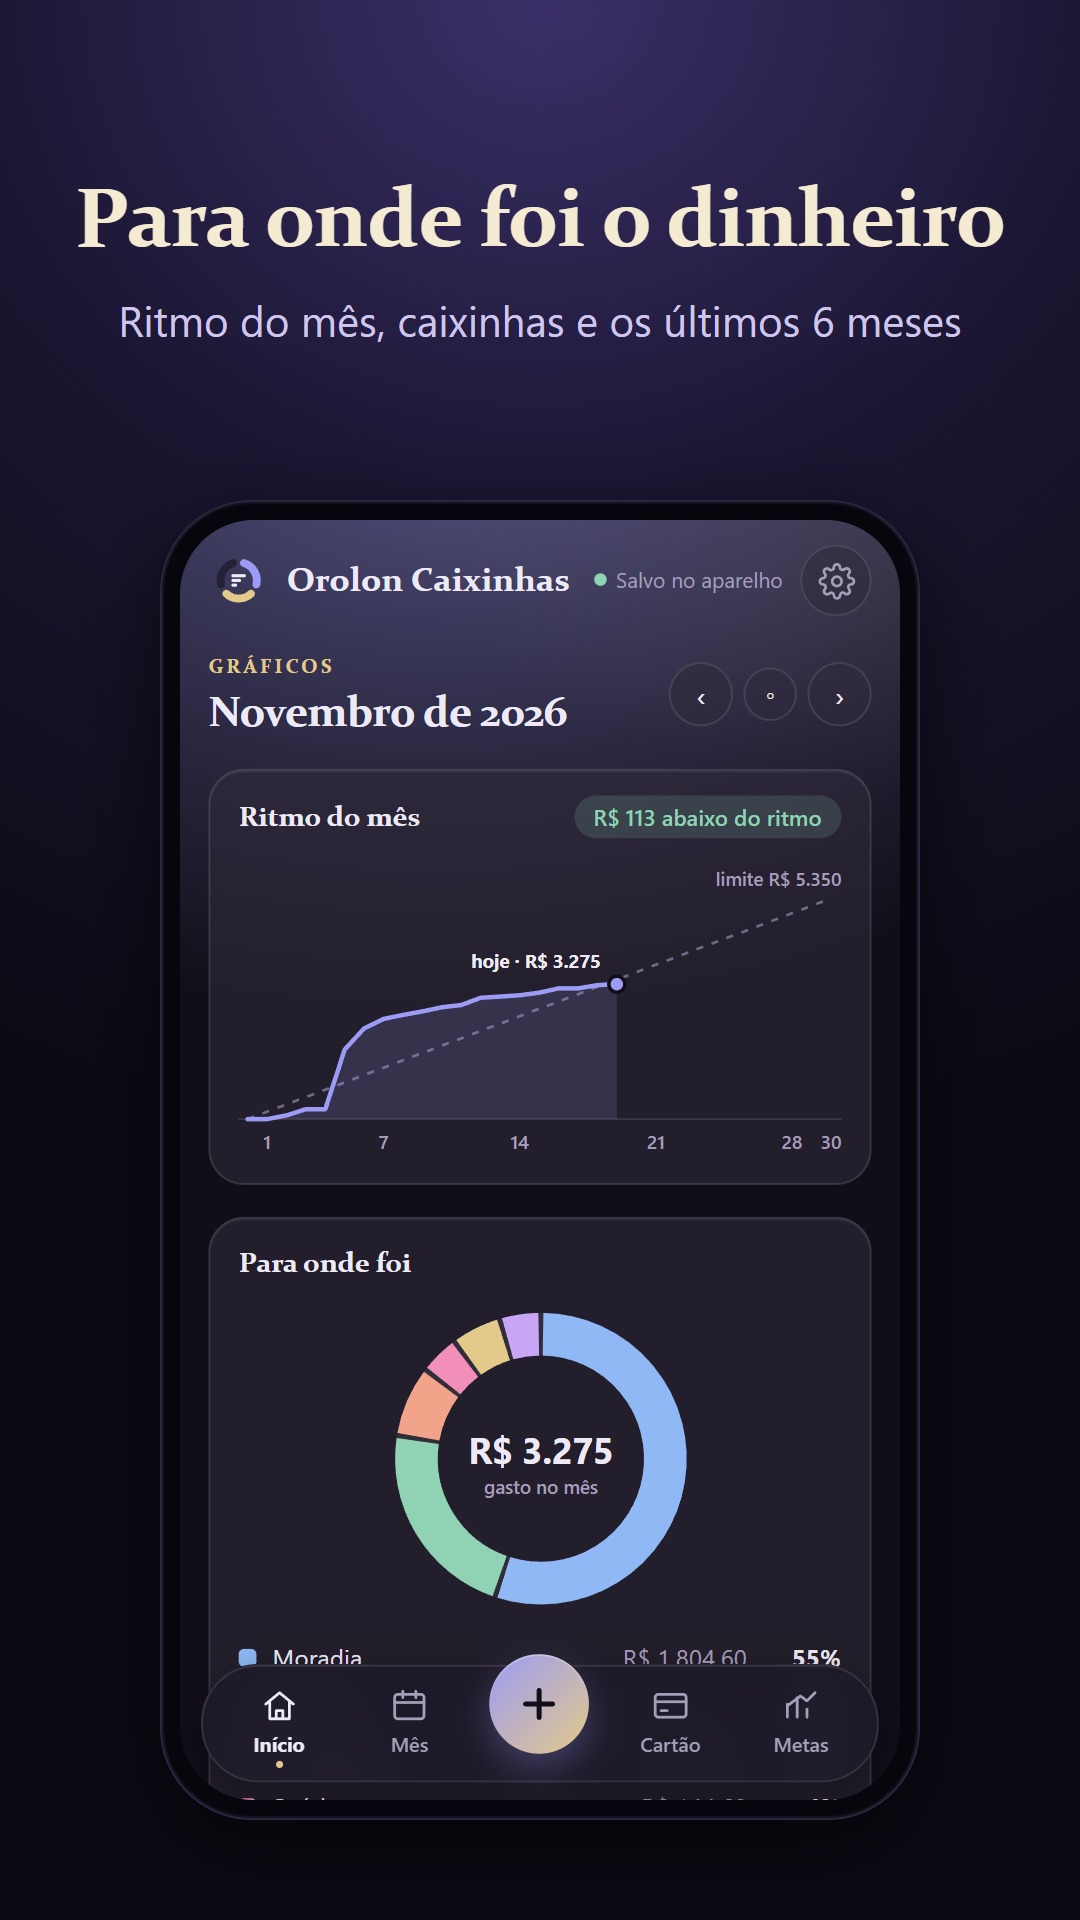 Para onde foi o dinheiro
Ritmo do mês, caixinhas e os últimos 6 meses
Orolon Caixinhas
Salvo no aparelho
GRÁFICOS
Novembro de 2026
Ritmo do mês
R$ 113 abaixo do ritmo
limite R$ 5.350
hoje · R$ 3.275
1 7 14 21 28 30
Para onde foi
R$ 3.275
gasto no mês
Moradia R$ 1.804,60 55%
Início Mês Cartão Metas